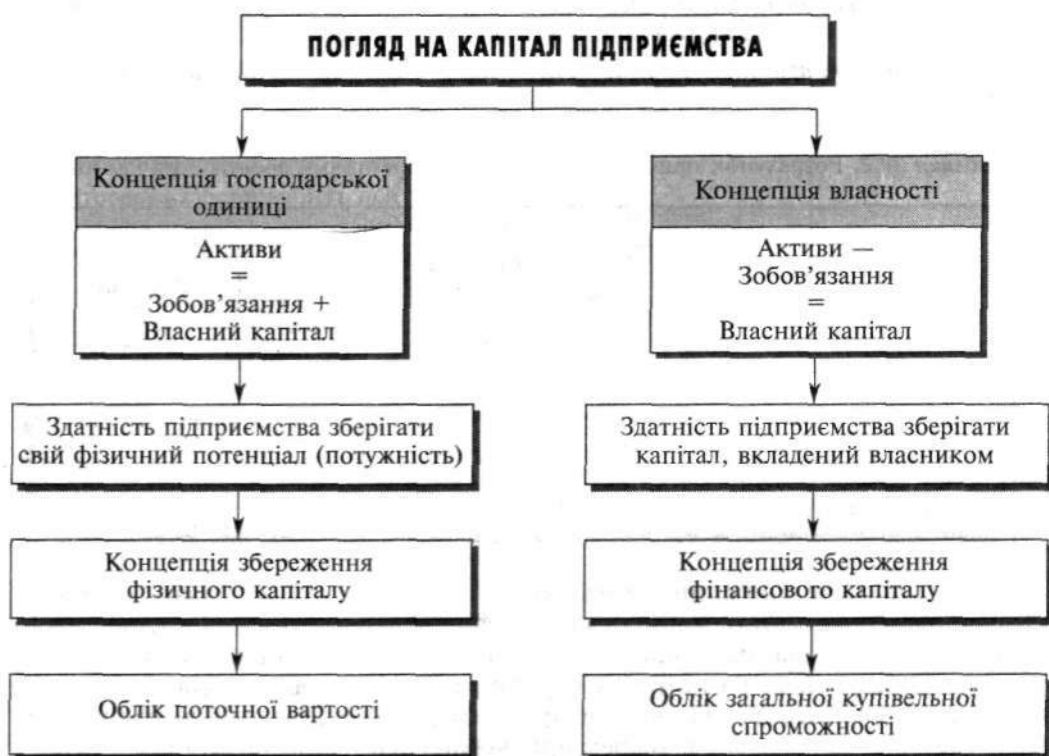 ПОГЛЯД НА КАПІТАЛ ПІДПРИЄМСТВА
Концепція господарської
одиниці
Активи
=
Зобов’язання +
Власний капітал
Здатність підприємства зберігати
свій фізичний потенціал (потужність)
Концепція збереження
фізичного капіталу
Облік поточної вартості
Концепція власності
Активи —
Зобов’язання
=
Власний капітал
Здатність підприємства зберігати
капітал, вкладений власником
Концепція збереження
фінансового капіталу
Облік загальної купівельної
спроможності